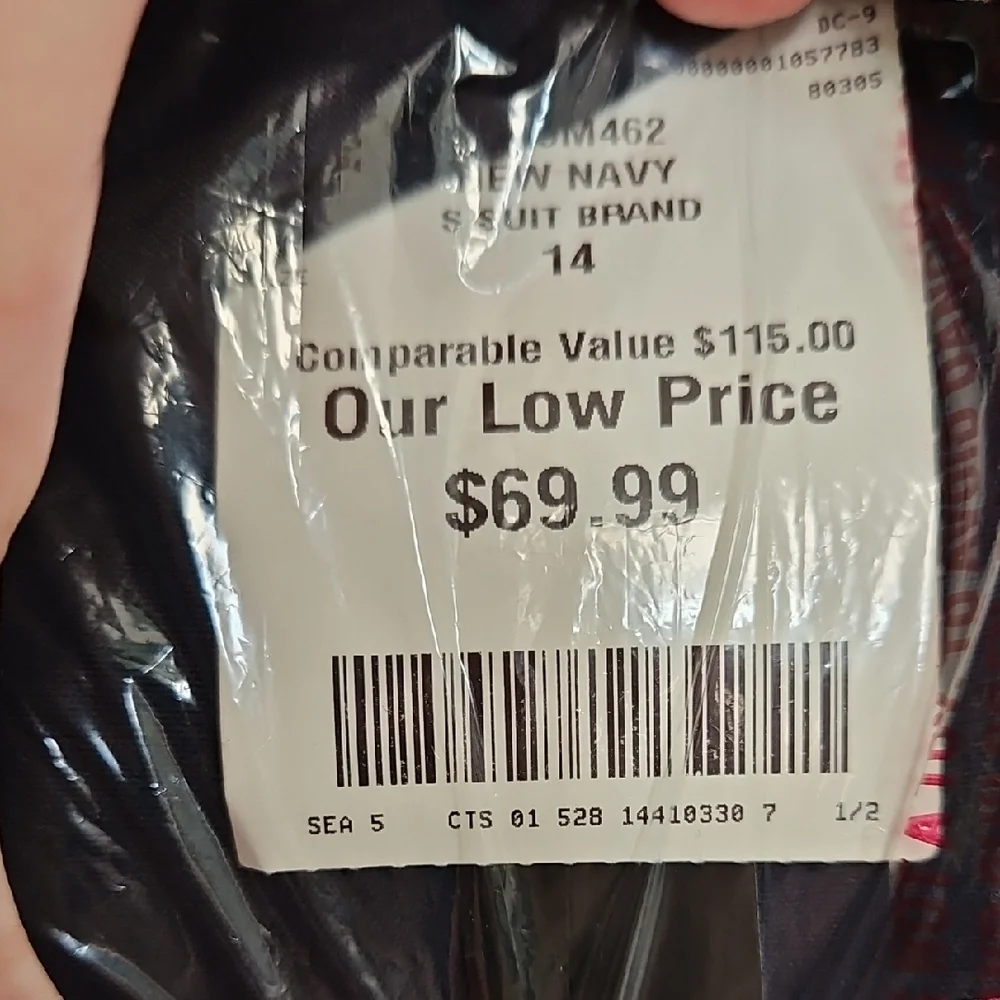 DC-9
80305
NEW NAVY
S SUIT BRAND
14
Comparable Value $115.00
Our Low Price
$69.99
SEA 5 CTS 01 528 14410330 7 1/2